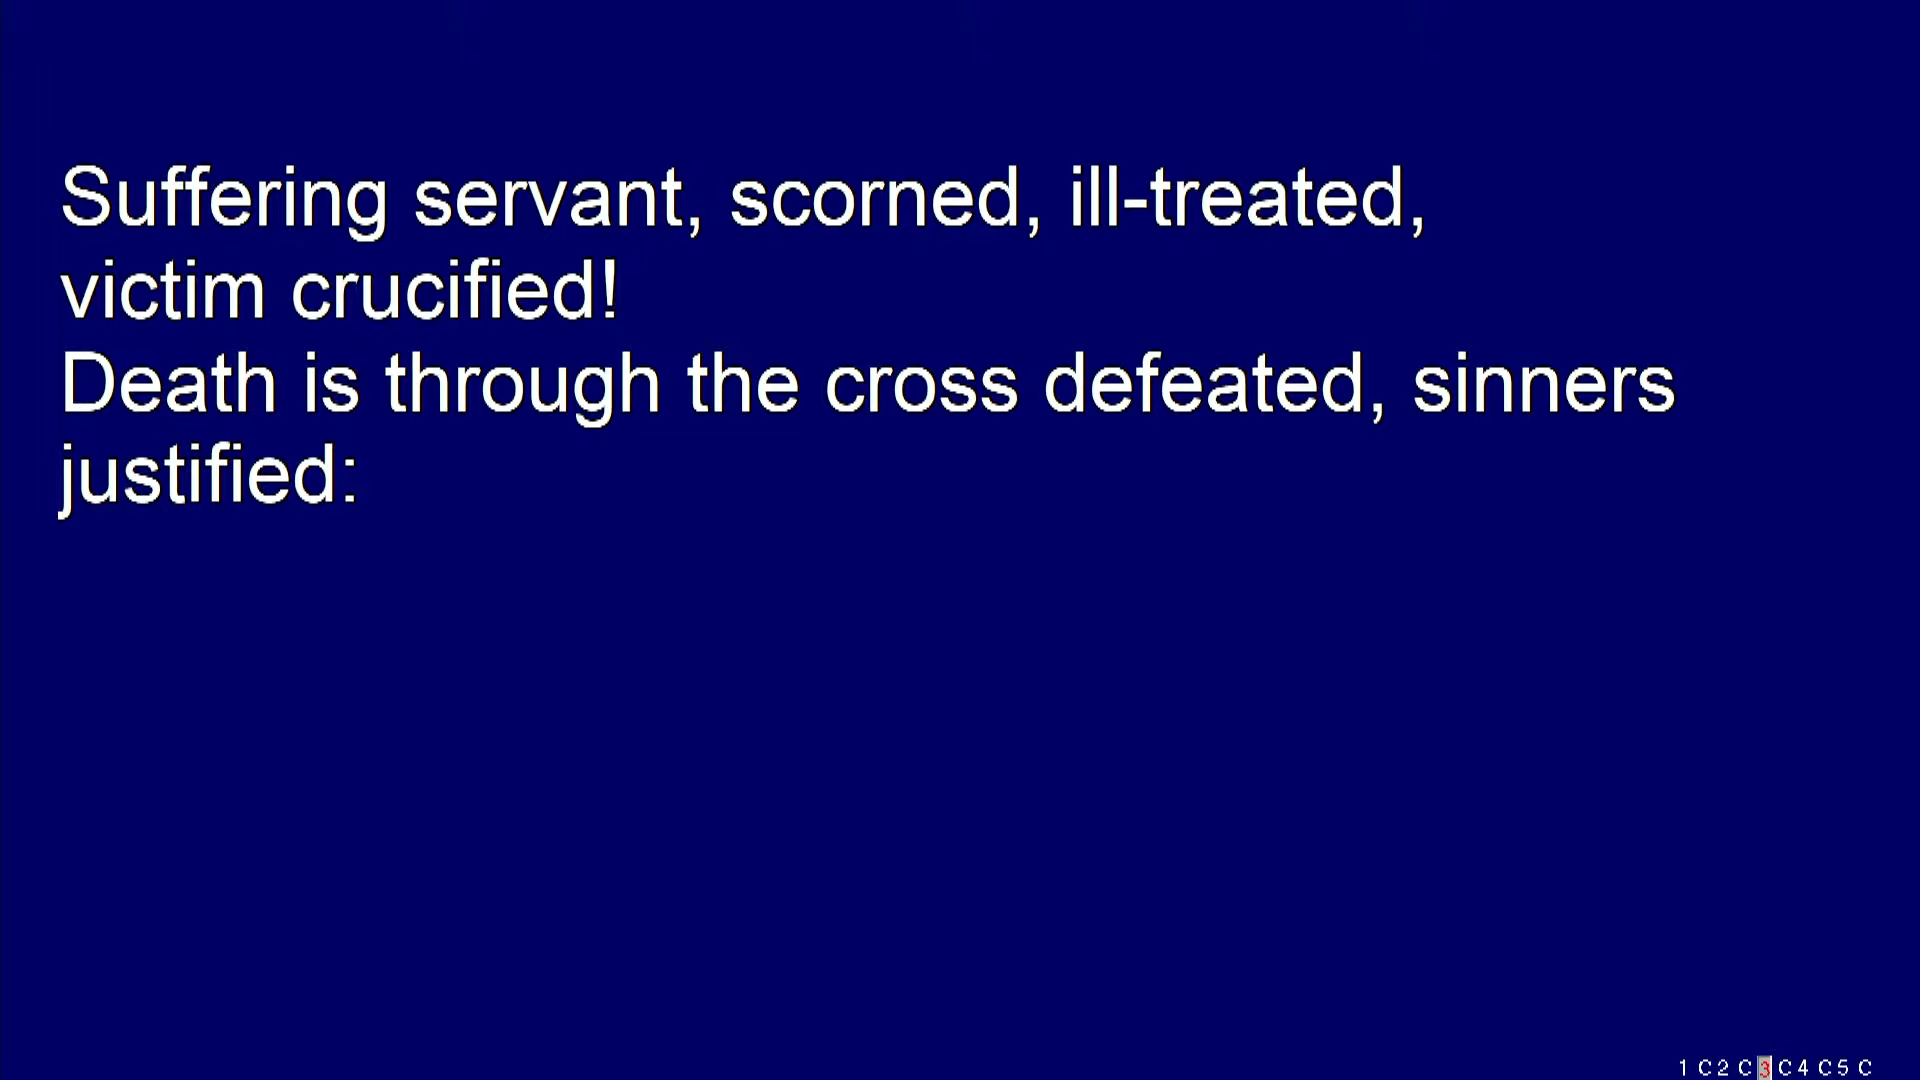 Suffering servant, scorned, ill-treated,
victim crucified!
Death is through the cross defeated, sinners
justified:
1 C 2 C 3 C 4 C 5 C